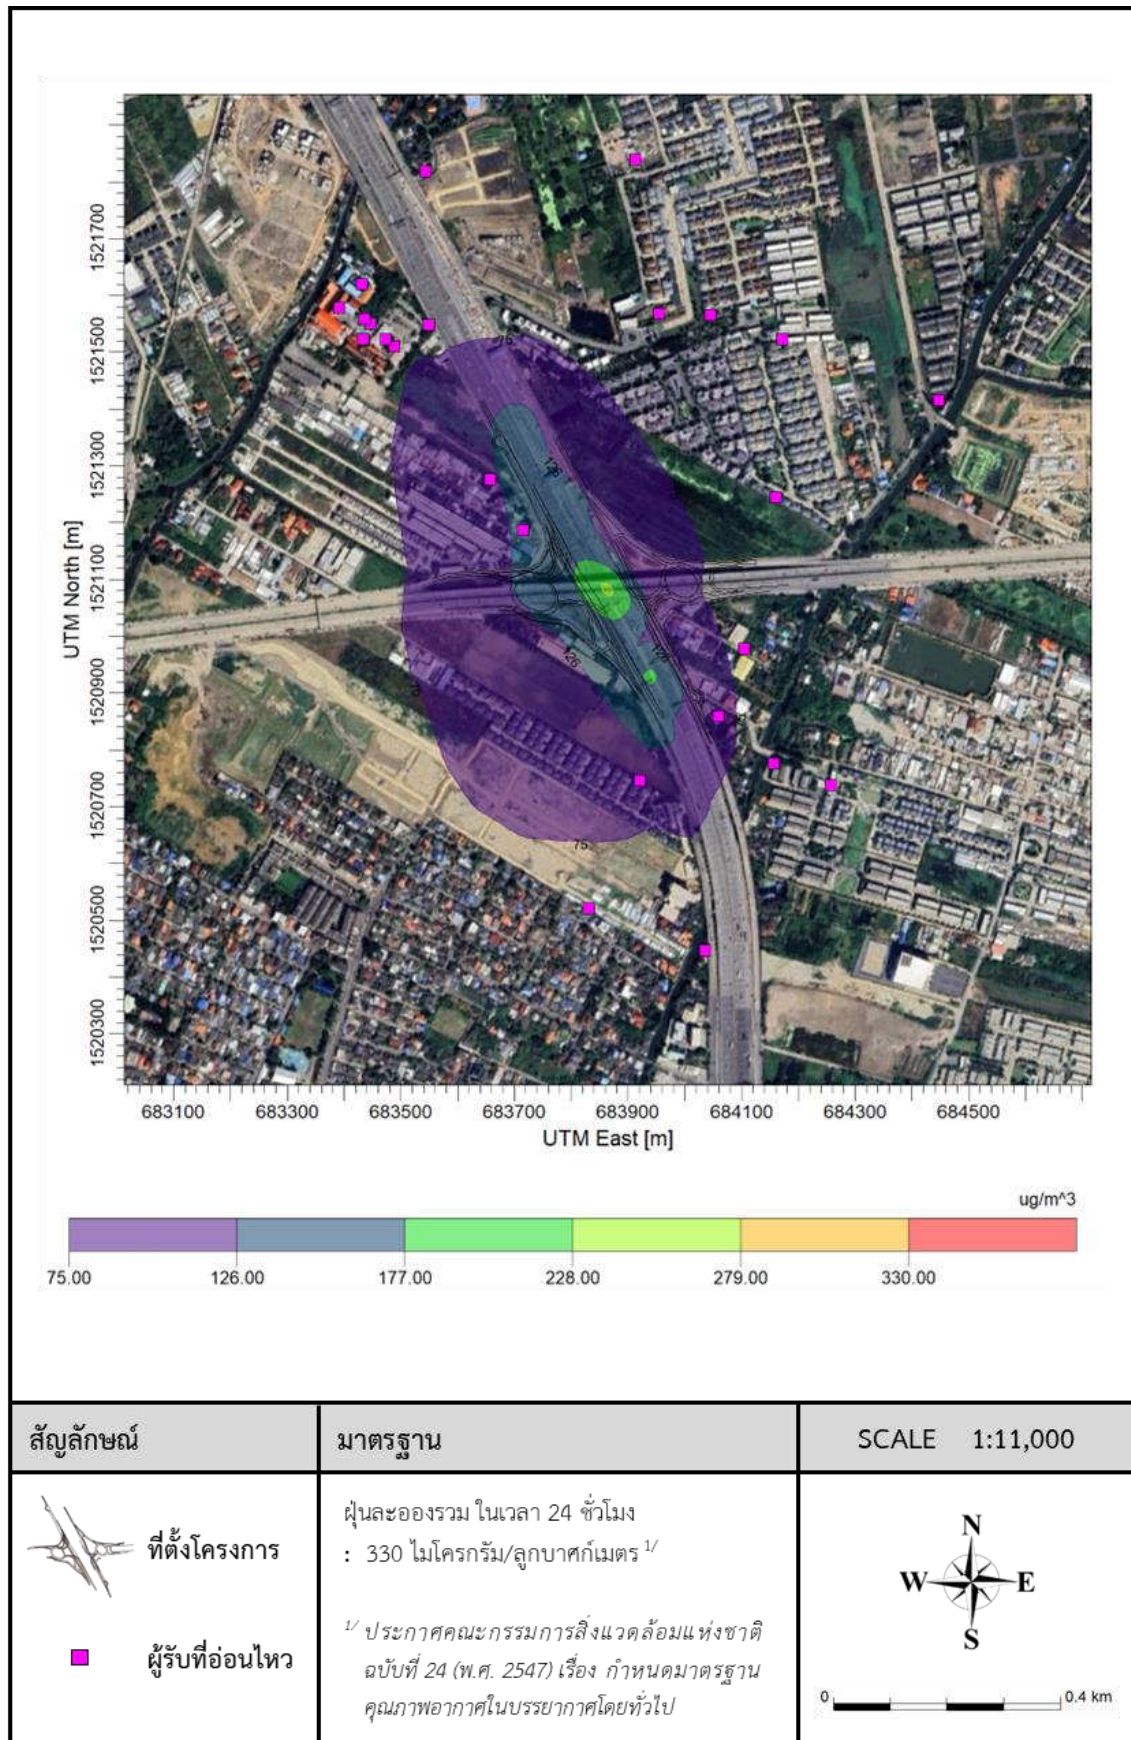 75
126
126
126
75
75
UTM North [m]
1521700
1521500
1521300
1521100
1520900
1520700
1520500
1520300
683100 683300 683500 683700 683900 684100 684300 684500
UTM East [m]
ug/m^3
75.00 126.00 177.00 228.00 279.00 330.00
สัญลักษณ์
ที่ตั้งโครงการ
ผู้รับที่อ่อนไหว
มาตรฐาน
ฝุ่นละอองรวม ในเวลา 24 ชั่วโมง
: 330 ไมโครกรัม/ลูกบาศก์เมตร 1/
1/ ประกาศคณะกรรมการสิ่งแวดล้อมแห่งชาติ
ฉบับที่ 24 (พ.ศ. 2547) เรื่อง กำหนดมาตรฐาน
คุณภาพอากาศในบรรยากาศโดยทั่วไป
SCALE 1:11,000
N
W E
S
0 0.4 km